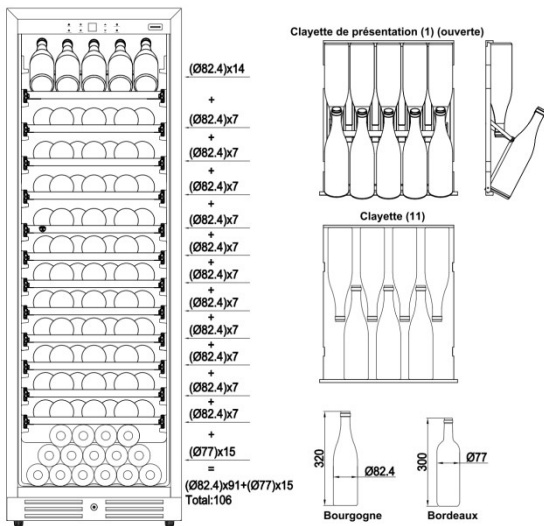 (Ø82.4)x14
+
(Ø82.4)x7
+
(Ø82.4)x7
+
(Ø82.4)x7
+
(Ø82.4)x7
+
(Ø82.4)x7
+
(Ø82.4)x7
+
(Ø82.4)x7
+
(Ø82.4)x7
+
(Ø82.4)x7
+
(Ø82.4)x7
+
(Ø82.4)x7
+
(Ø77)x15
=
(Ø82.4)x91+(Ø77)x15
Total:106
Clayette de présentation (1) (ouverte)
Clayette (11)
320
Ø82.4
Bourgogne
300
Ø77
Bordeaux